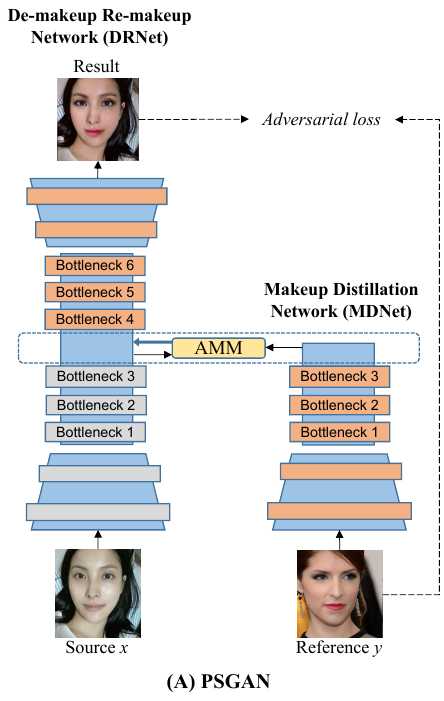 De-makeup Re-makeup
Network (DRNet)
Result
Adversarial loss
Bottleneck 6
Bottleneck 5
Bottleneck 4
Makeup Distillation
Network (MDNet)
AMM
Bottleneck 3
Bottleneck 2
Bottleneck 1
Bottleneck 3
Bottleneck 2
Bottleneck 1
Source x
Reference y
(A) PSGAN